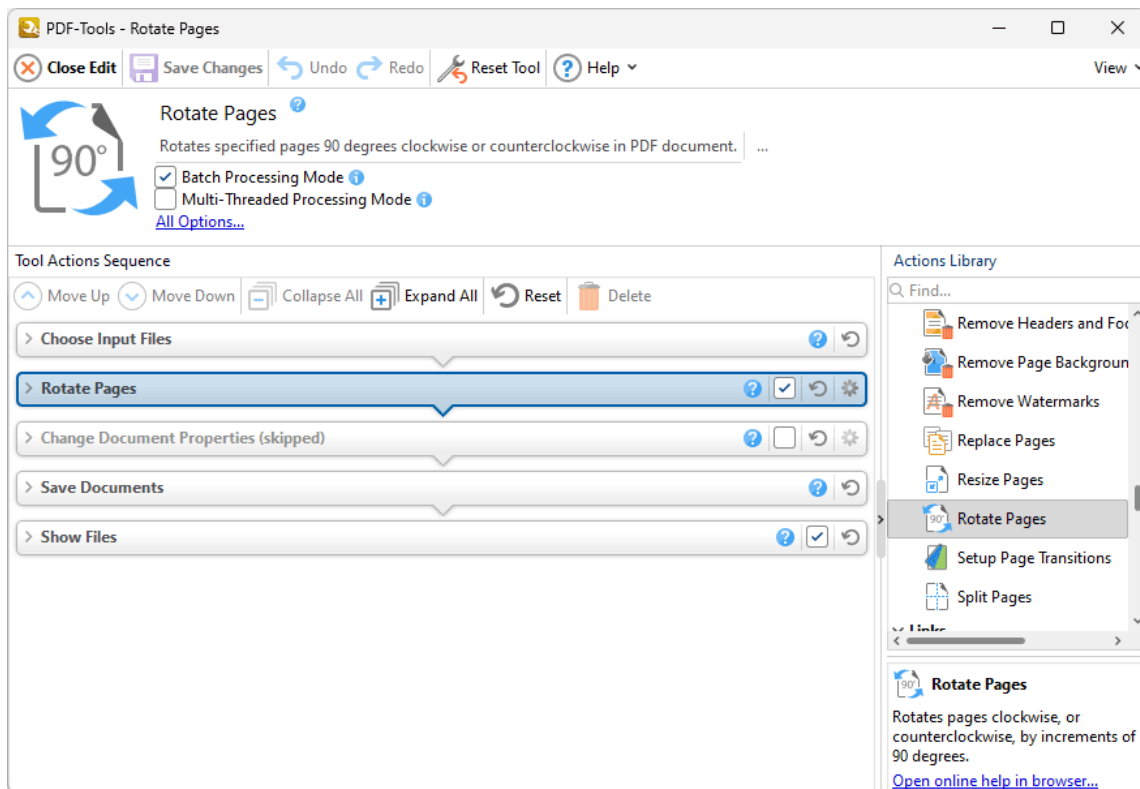 PDF-Tools - Rotate Pages
Close Edit Save Changes Undo Redo Reset Tool ? Help View
90°
Rotate Pages ?
Rotates specified pages 90 degrees clockwise or counterclockwise in PDF document. ...
Batch Processing Mode i
Multi-Threaded Processing Mode i
All Options...
Tool Actions Sequence
Move Up Move Down Collapse All Expand All Reset Delete
Choose Input Files ?
Rotate Pages ?
Change Document Properties (skipped) ?
Save Documents ?
Show Files ?
Actions Library
Find...
Remove Headers and Foo
Remove Page Backgroun
Remove Watermarks
Replace Pages
Resize Pages
90° Rotate Pages
Setup Page Transitions
Split Pages
Links
90° Rotate Pages
Rotates pages clockwise, or
counterclockwise, by increments of
90 degrees.
Open online help in browser...